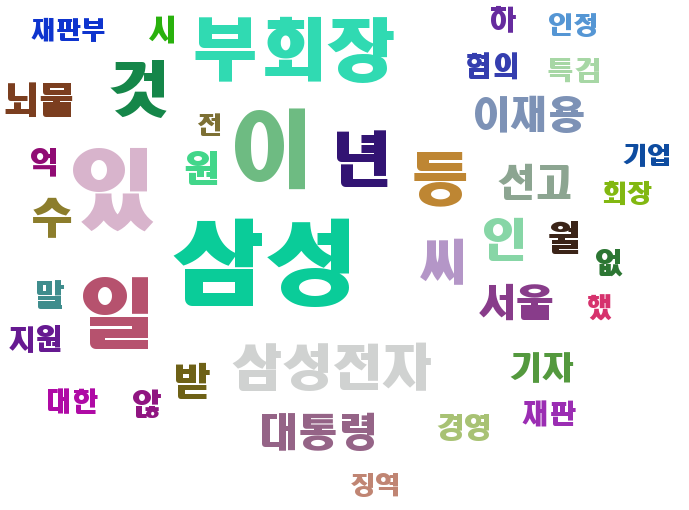 재판부
시
부회장
하
인정
뇌물
것
혐의
특검
전
이
년
이재용
억
있
원
등
선고
기업
회장
수
삼성
씨
인
월
없
말
일
서울
했
지원
받
삼성전자
기자
대한
않
대통령
경영
재판
징역